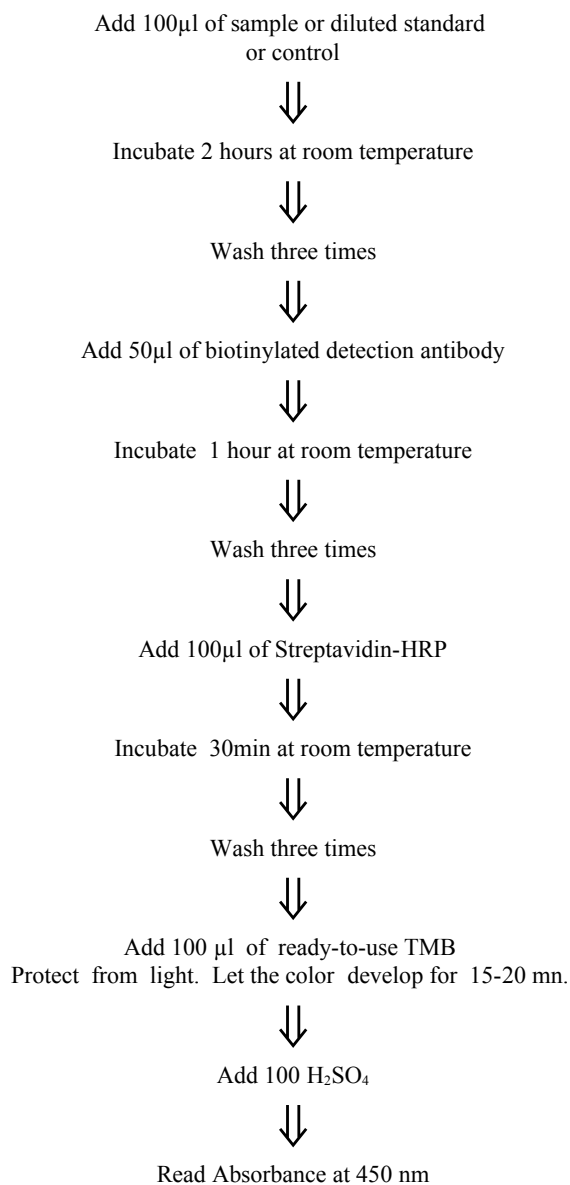 Add 100µl of sample or diluted standard
or control
Incubate 2 hours at room temperature
Wash three times
Add 50µl of biotinylated detection antibody
Incubate 1 hour at room temperature
Wash three times
Add 100µl of Streptavidin-HRP
Incubate 30min at room temperature
Wash three times
Add 100 µl of ready-to-use TMB
Protect from light. Let the color develop for 15-20 mn.
Add 100 H₂SO₄
Read Absorbance at 450 nm